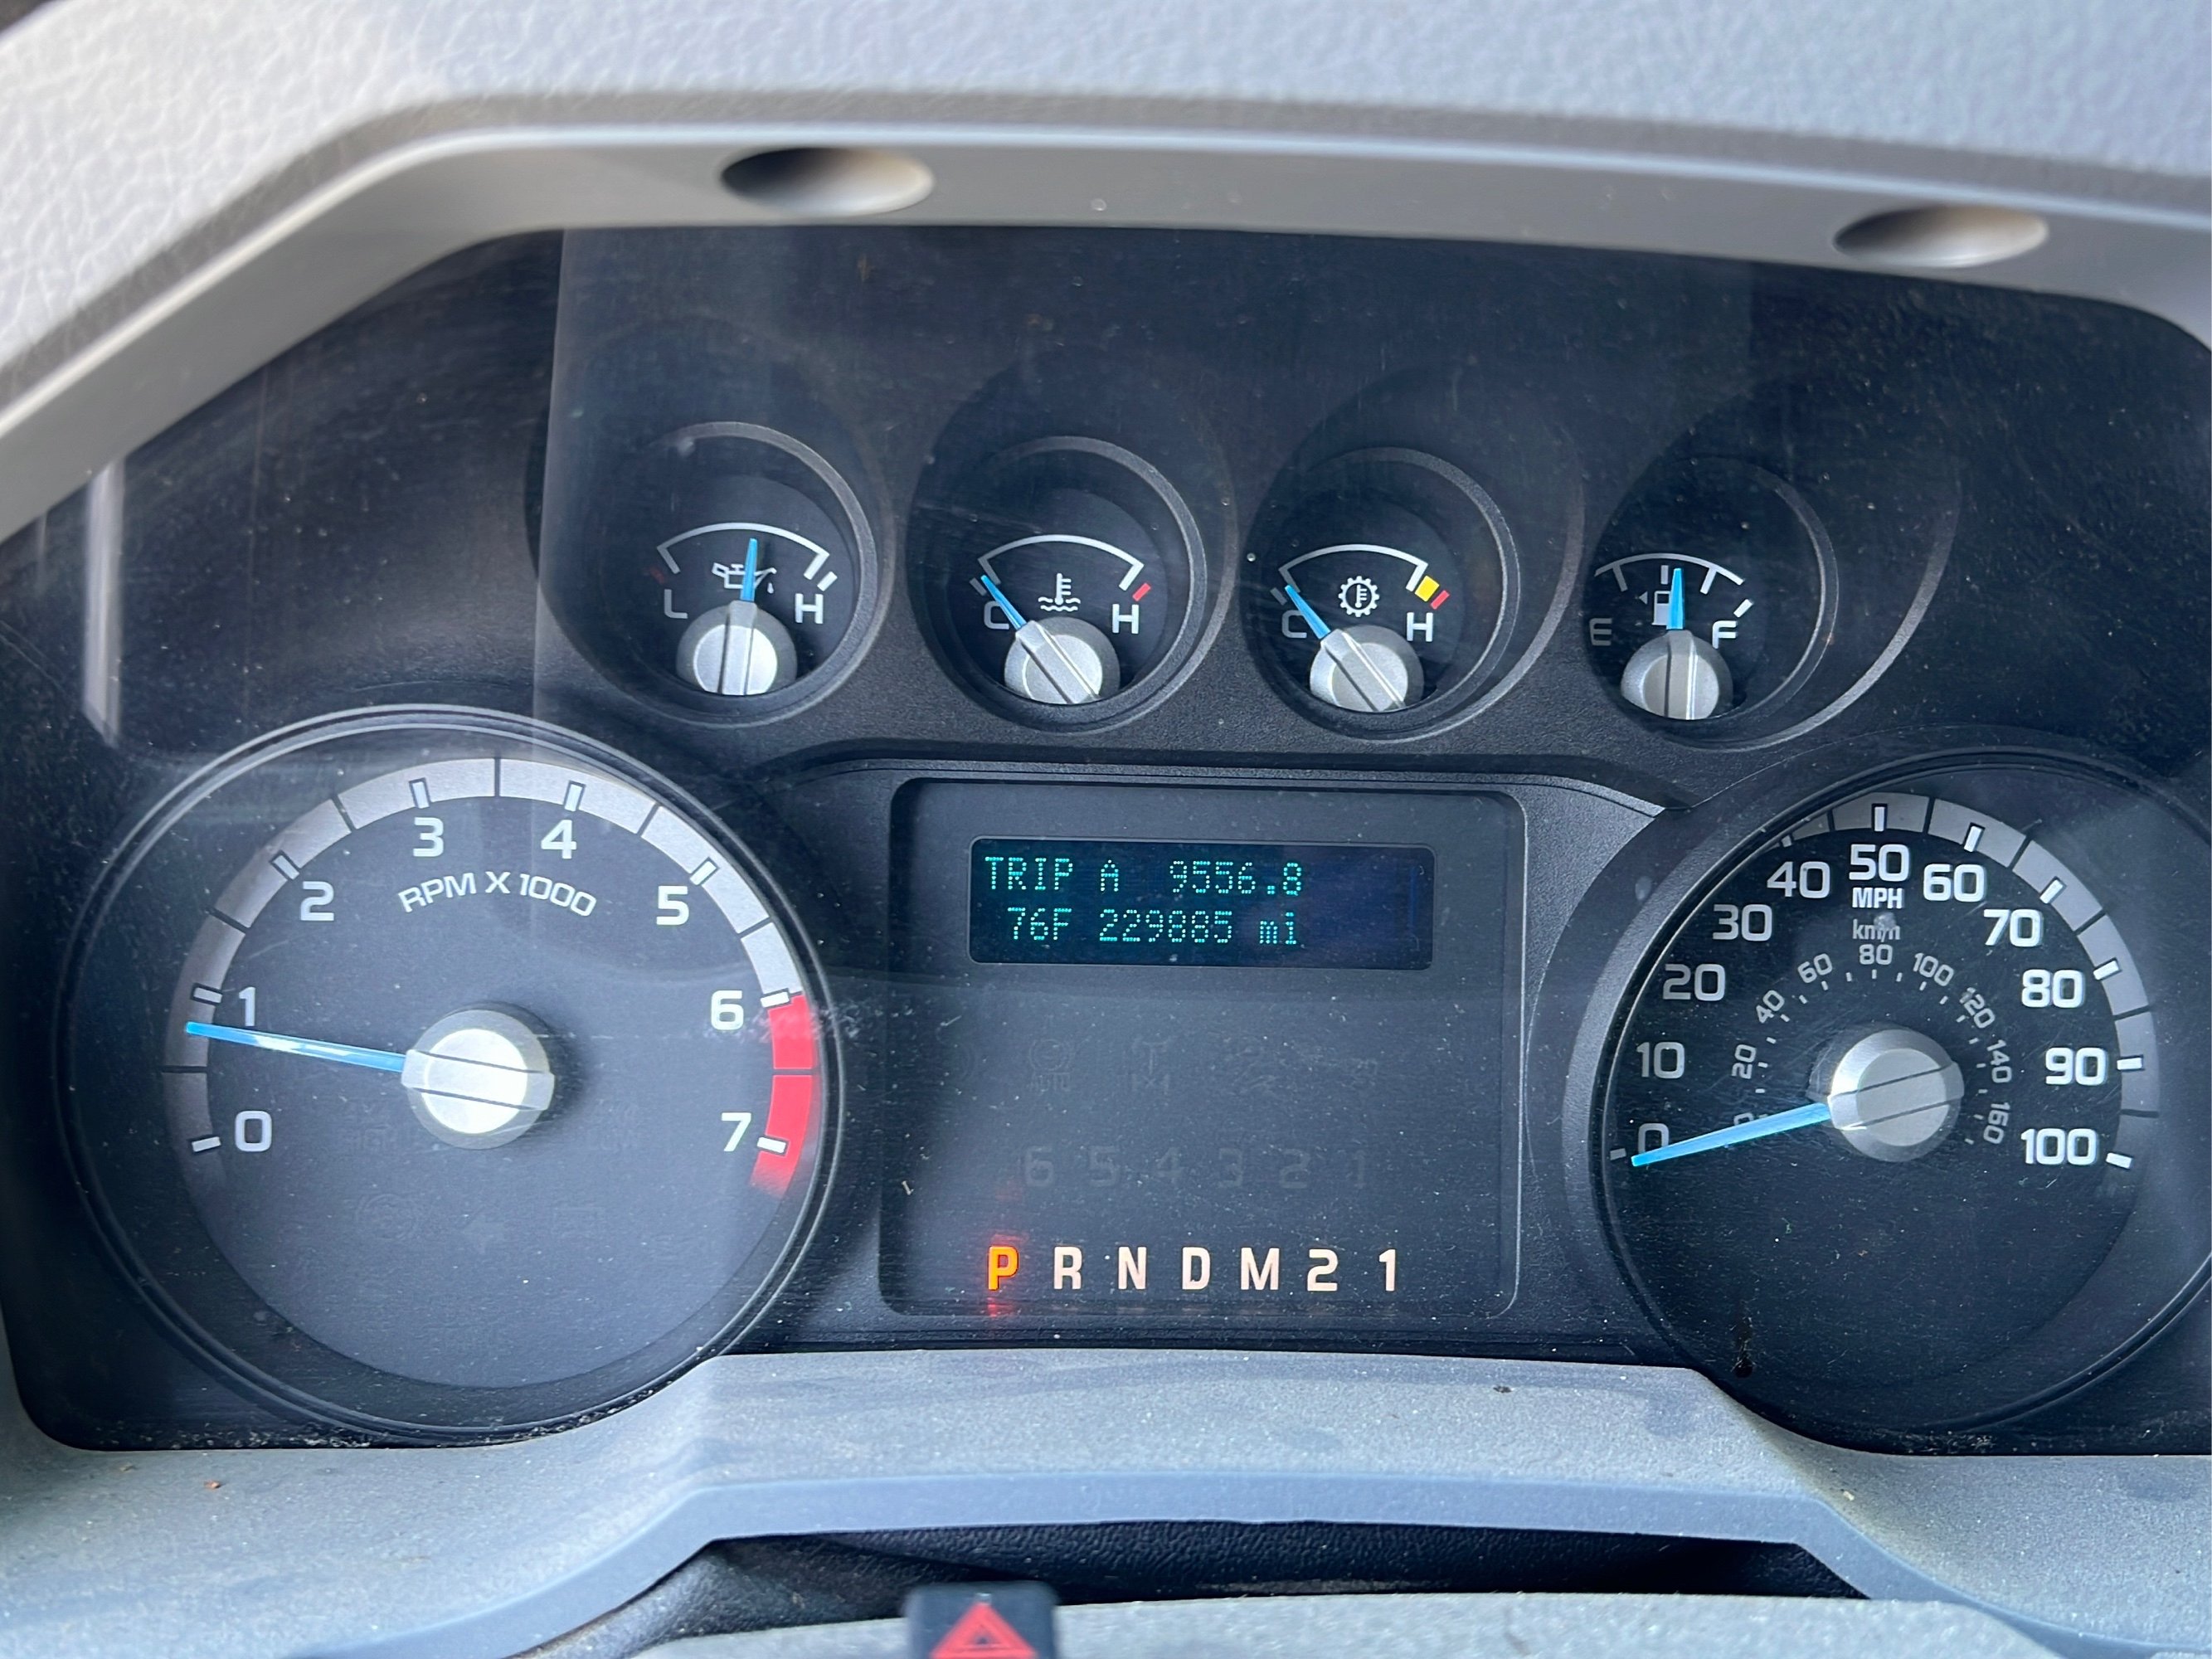 L H
C H
C H
E F
0 1 2 3 4 5 6 7
RPM X 1000
TRIP A 9556.8
76F 229885 mi
6 5 4 3 2 1
P R N D M 2 1
0 10 20 30 40 50 60 70 80 90 100
MPH
km/h
0 20 40 60 80 100 120 140 160